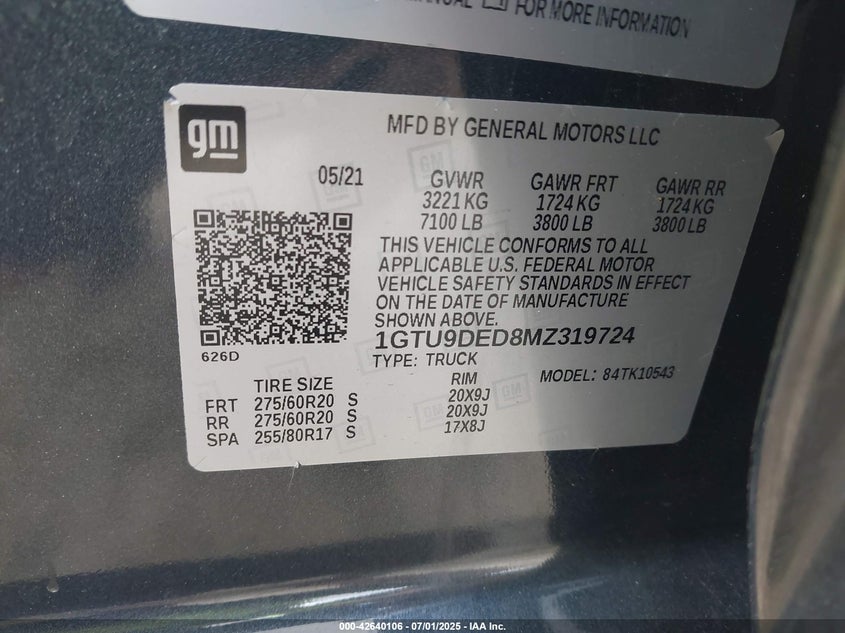 MANUAL FOR MORE INFORMATION
gm
MFD BY GENERAL MOTORS LLC
05/21
GVWR GAWR FRT GAWR RR
3221 KG 1724 KG 1724 KG
7100 LB 3800 LB 3800 LB
THIS VEHICLE CONFORMS TO ALL
APPLICABLE U.S. FEDERAL MOTOR
VEHICLE SAFETY STANDARDS IN EFFECT
ON THE DATE OF MANUFACTURE
SHOWN ABOVE.
1GTU9DED8MZ319724
626D
TYPE: TRUCK
MODEL: 84TK10543
TIRE SIZE RIM
FRT 275/60R20 S 20X9J
RR 275/60R20 S 20X9J
SPA 255/80R17 S 17X8J
000-42640106 - 07/01/2025 - IAA Inc.